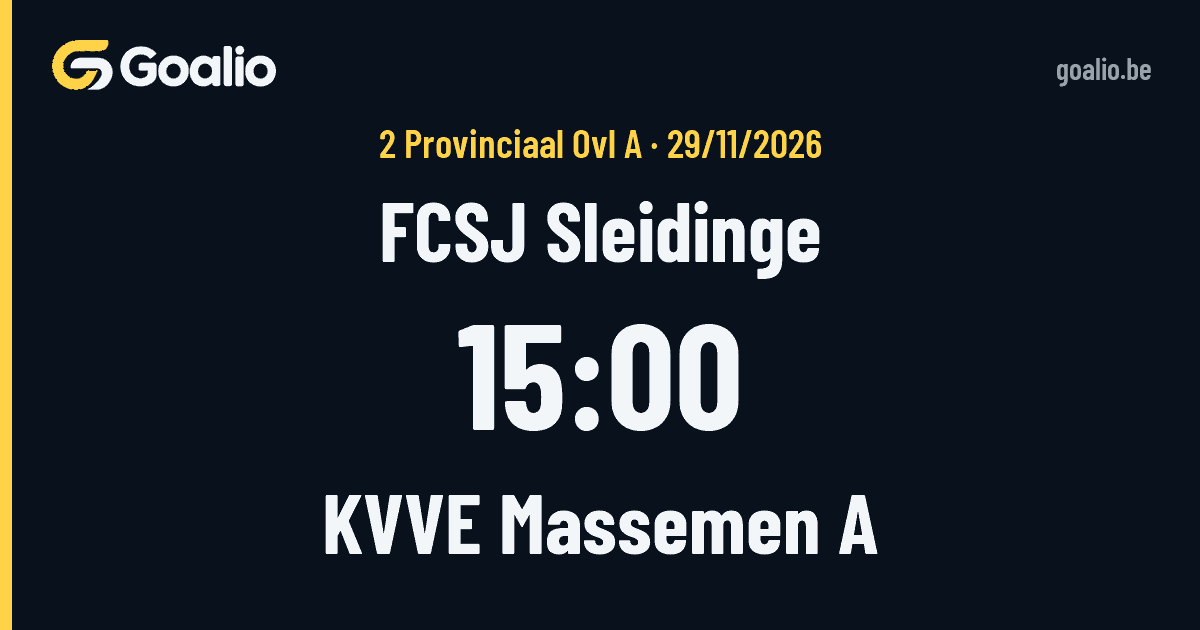 Goalio
goalio.be
2 Provinciaal Ovl A · 29/11/2026
FCSJ Sleidinge
15:00
KVVE Massemen A